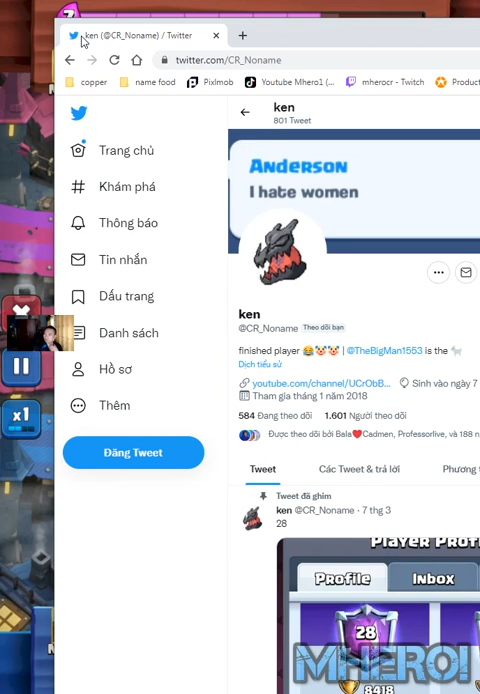 ken (@CR_Noname) / Twitter
twitter.com/CR_Noname
copper
name food
Pixlmob
Youtube Mhero1 (...
mherocr - Twitter
Product
ken
801 Tweet
Trang chủ
Khám phá
Thông báo
Tin nhắn
Dấu trang
Danh sách
Hồ sơ
Thêm
Đăng Tweet
Anderson
I hate women
ken
@CR_Noname Theo dõi bạn
finished player 😂🤡🤡 | @TheBigMan1553 is the 🐐
Dịch tiểu sử
youtube.com/channel/UCrObB... Sinh vào ngày 7
Tham gia tháng 1 năm 2018
584 Đang theo dõi 1.601 Người theo dõi
Được theo dõi bởi Bala❤️Cadmen, Professorlive, và 188 n
Tweet
Các Tweet & trả lời
Phương t
Tweet đã ghim
ken @CR_Noname · 7 thg 3
28
Player Prof
Profile
Inbox
28
8418
x1
MHERO1